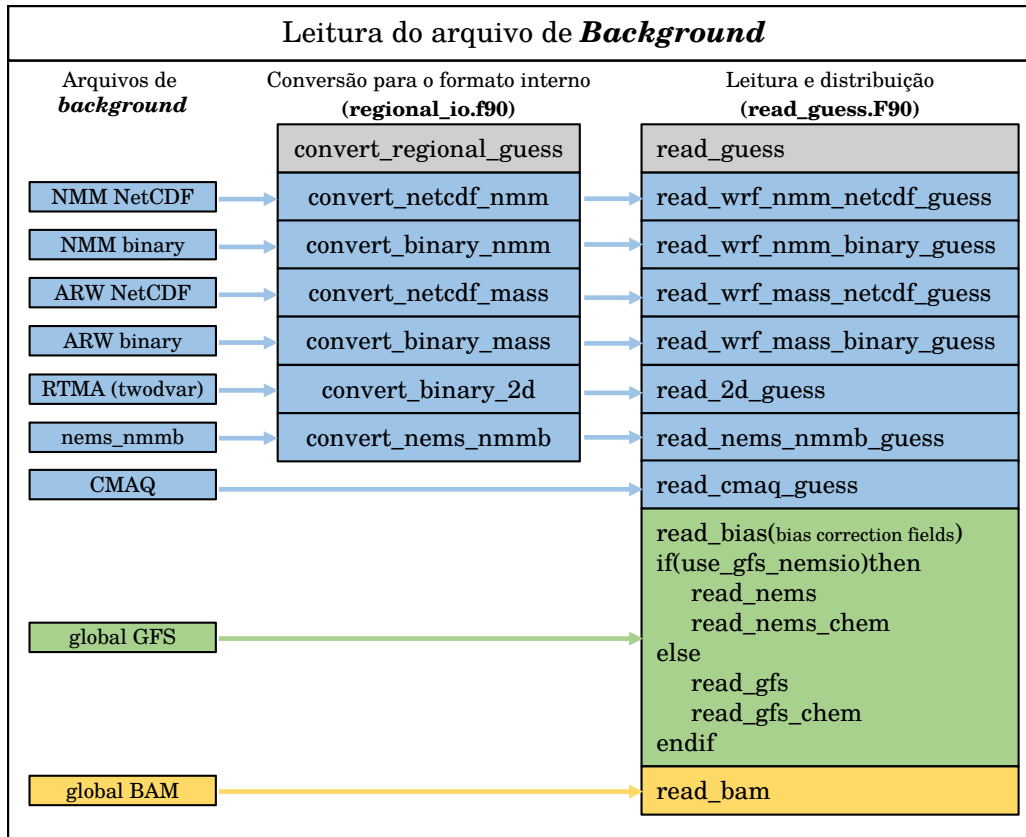 Leitura do arquivo de Background
Arquivos de
background
Conversão para o formato interno
(regional_io.f90)
Leitura e distribuição
(read_guess.F90)
convert_regional_guess
read_guess
NMM NetCDF
convert_netcdf_nmm
read_wrf_nmm_netcdf_guess
NMM binary
convert_binary_nmm
read_wrf_nmm_binary_guess
ARW NetCDF
convert_netcdf_mass
read_wrf_mass_netcdf_guess
ARW binary
convert_binary_mass
read_wrf_mass_binary_guess
RTMA (twodvar)
convert_binary_2d
read_2d_guess
nems_nmmb
convert_nems_nmmb
read_nems_nmmb_guess
CMAQ
read_cmaq_guess
global GFS
read_bias(bias correction fields)
if(use_gfs_nemsio)then
read_nems
read_nems_chem
else
read_gfs
read_gfs_chem
endif
global BAM
read_bam